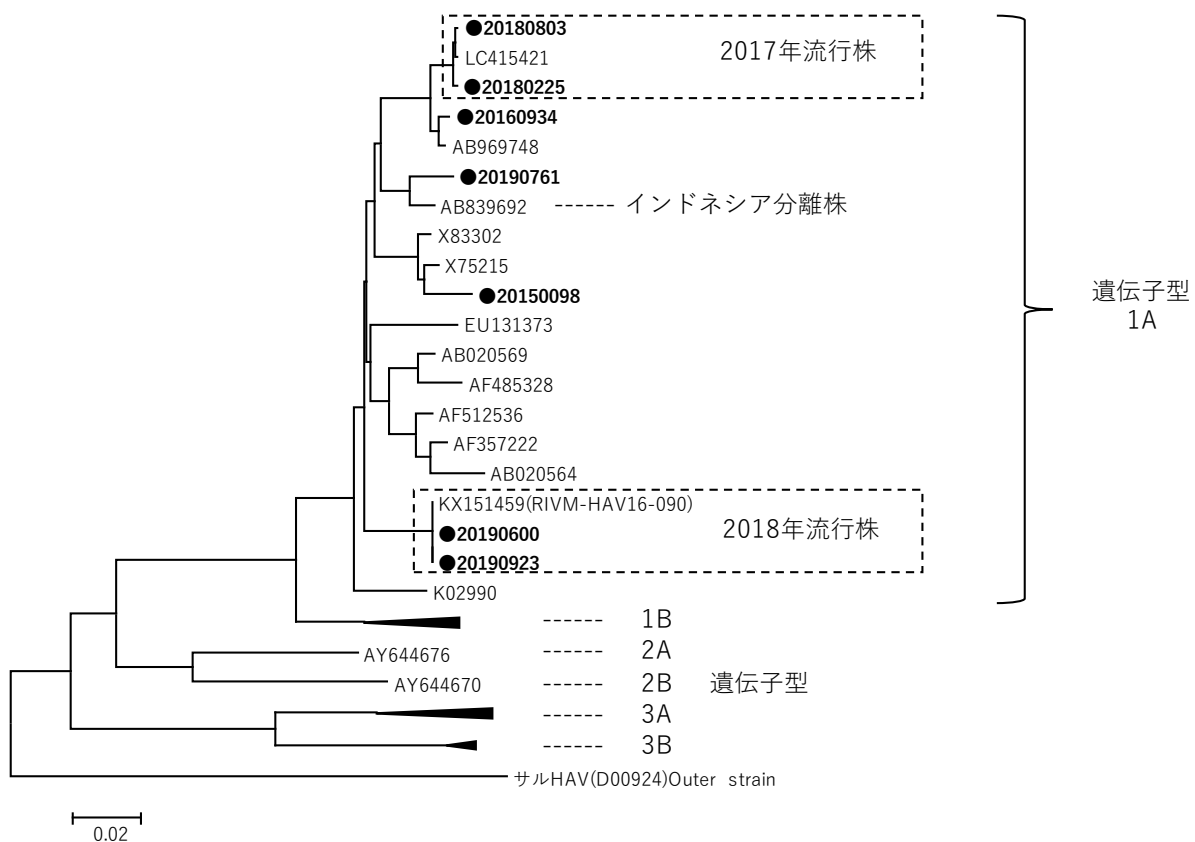 ●20180803
LC415421
2017年流行株
●20180225
●20160934
AB969748
●20190761
AB839692 ------ インドネシア分離株
X83302
X75215
●20150098
EU131373
AB020569
AF485328
AF512536
AF357222
AB020564
KX151459(RIVM-HAV16-090)
●20190600
2018年流行株
●20190923
K02990
遺伝子型
1A
------ 1B
AY644676 ------ 2A
AY644670 ------ 2B 遺伝子型
------ 3A
------ 3B
サルHAV(D00924)Outer strain
0.02